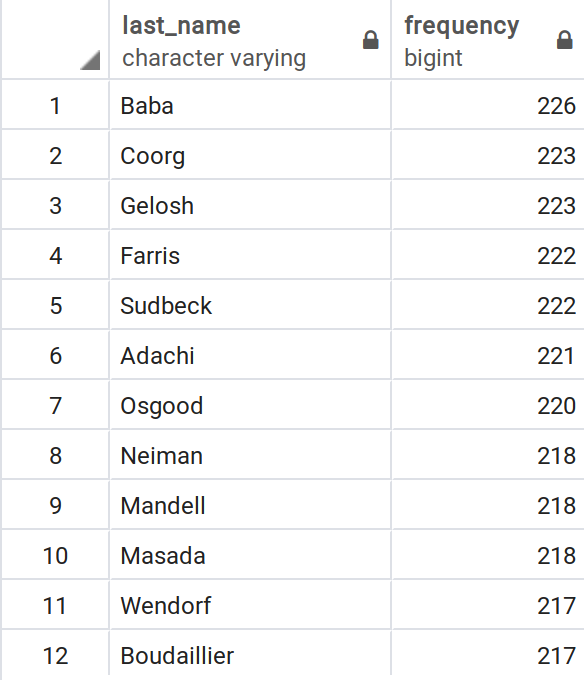 last_name frequency
character varying bigint
1 Baba 226
2 Coorg 223
3 Gelosh 223
4 Farris 222
5 Sudbeck 222
6 Adachi 221
7 Osgood 220
8 Neiman 218
9 Mandell 218
10 Masada 218
11 Wendorf 217
12 Boudaillier 217